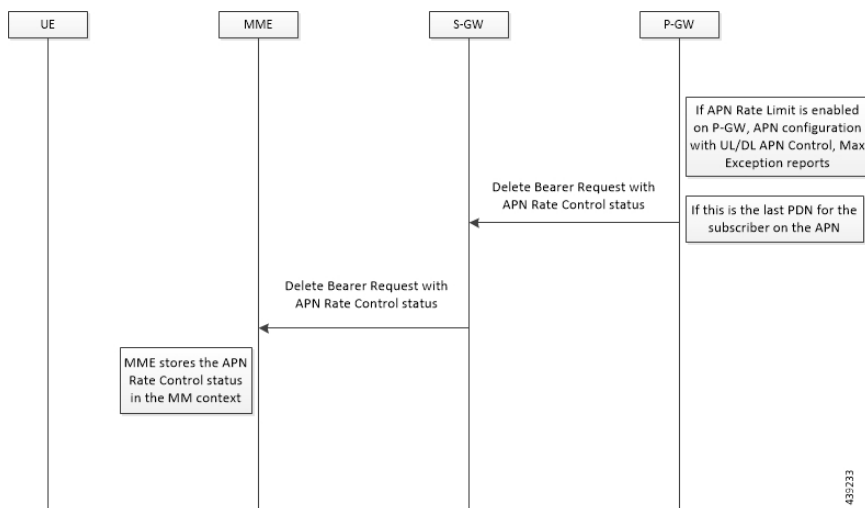 UE
MME
S-GW
P-GW
If APN Rate Limit is enabled
on P-GW, APN configuration
with UL/DL APN Control, Max
Exception reports
Delete Bearer Request with
APN Rate Control status
If this is the last PDN for the
subscriber on the APN
Delete Bearer Request with
APN Rate Control status
MME stores the APN
Rate Control status
in the MM context
439233